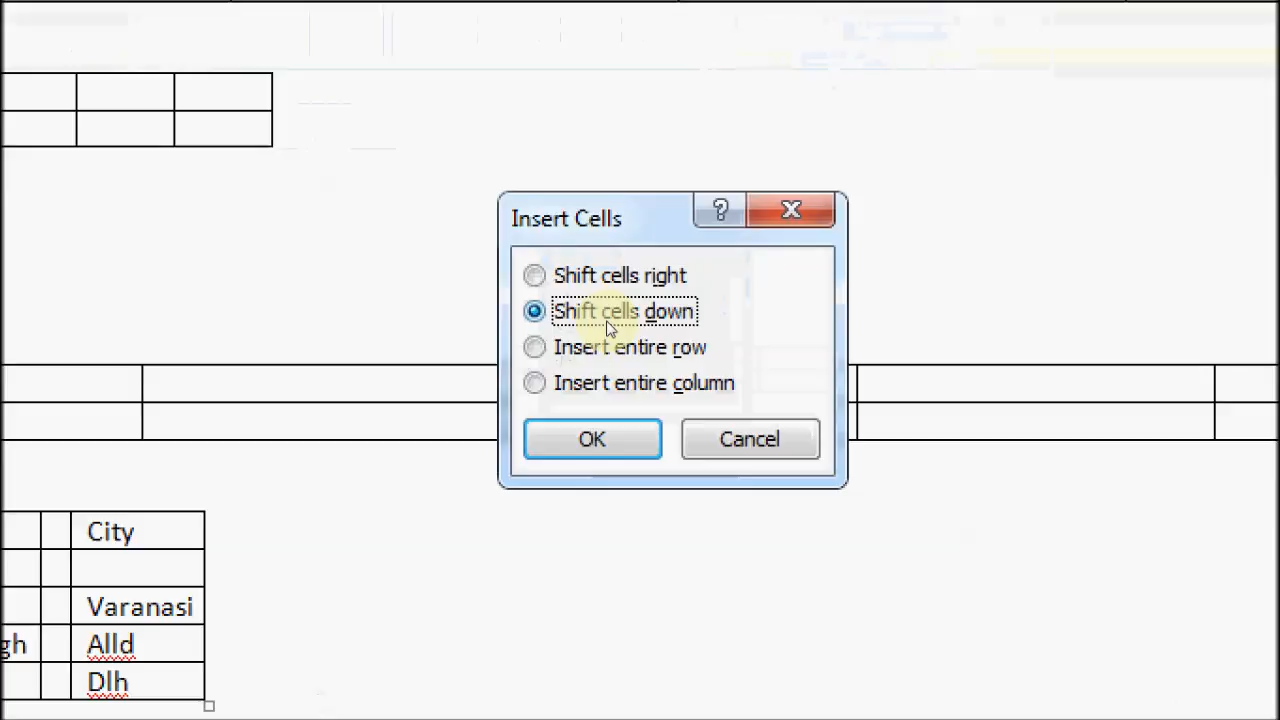 Insert Cells
Shift cells right
Shift cells down
Insert entire row
Insert entire column
OK Cancel
City
Varanasi
gh Alld
Dlh